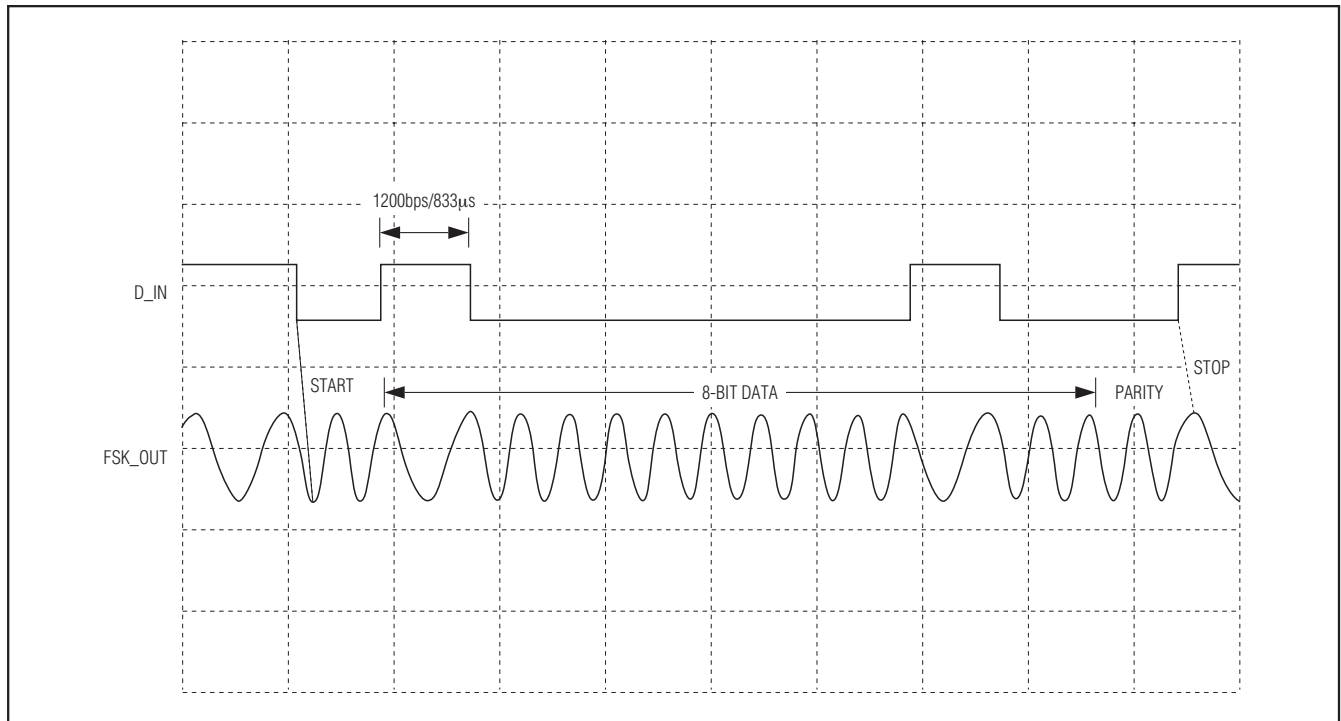 1200bps/833μs
D_IN
STOP
START
8-BIT DATA
PARITY
FSK_OUT